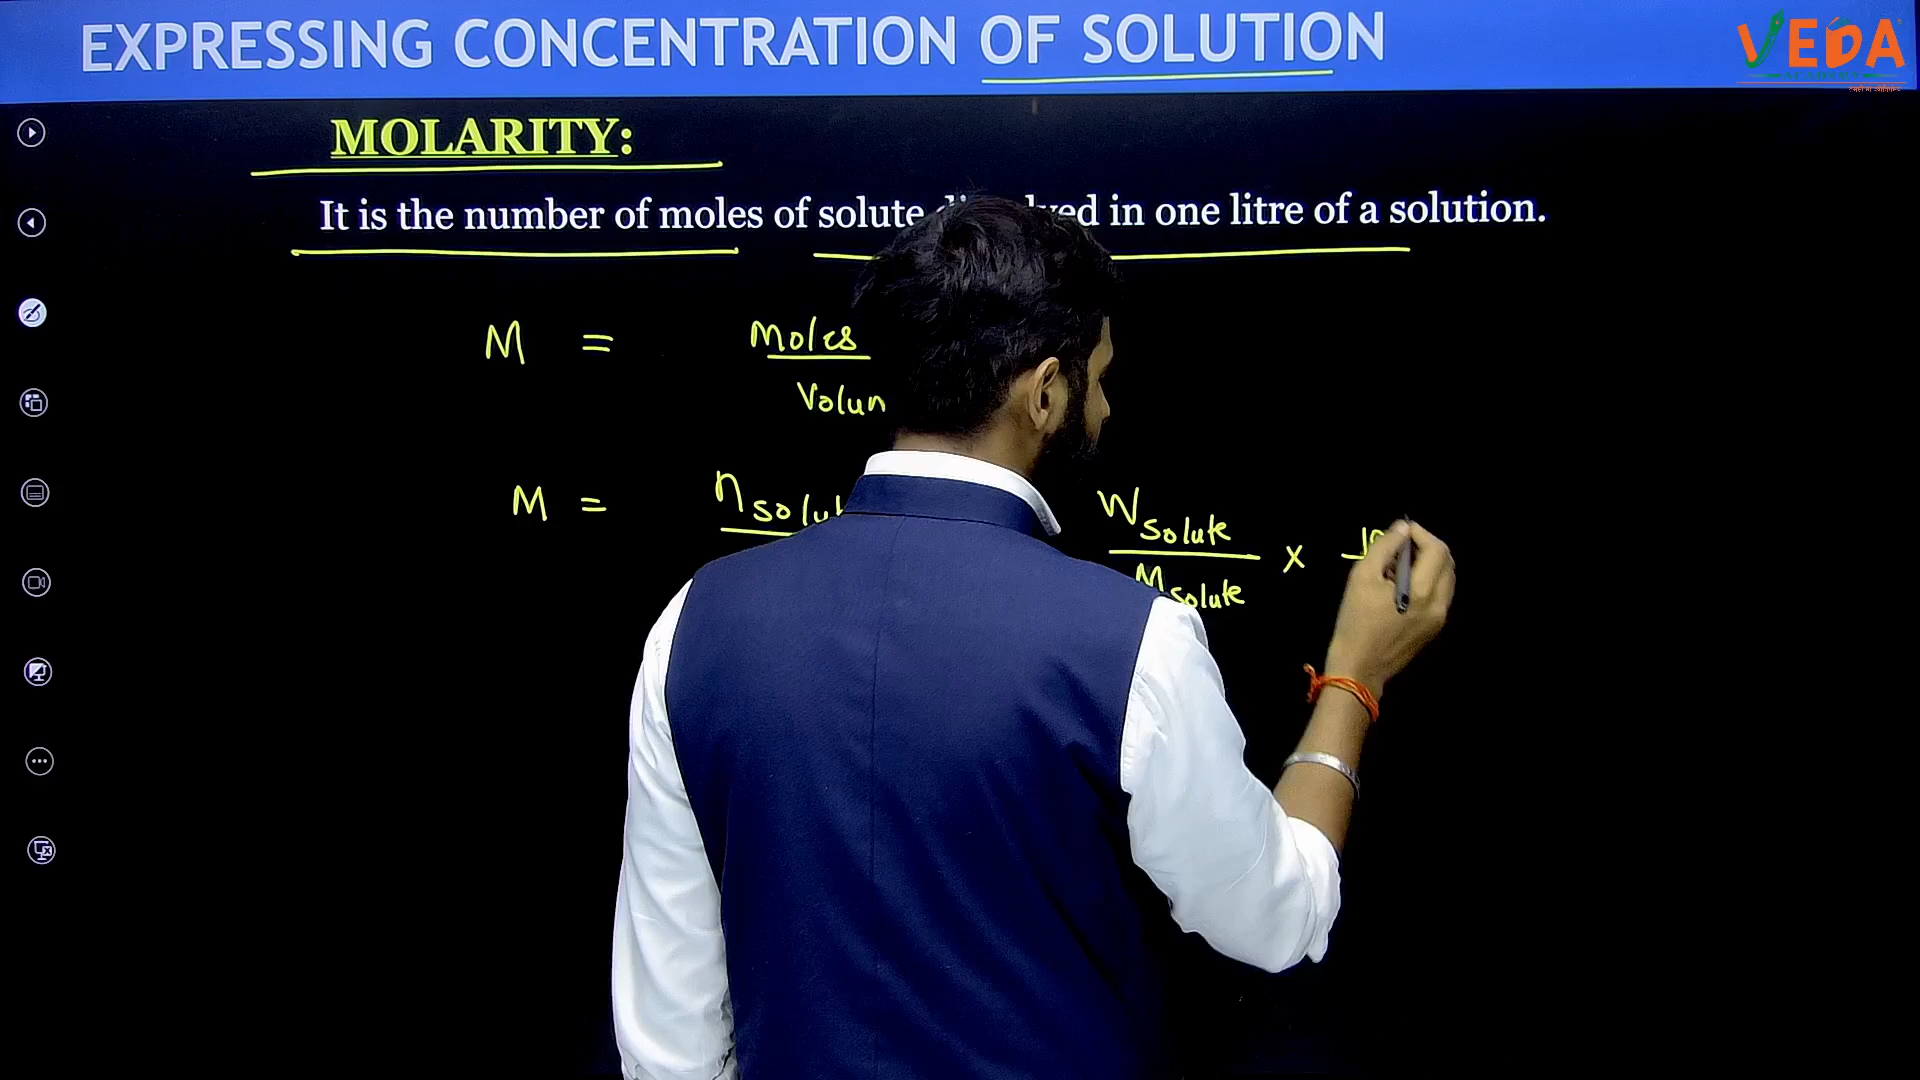 EXPRESSING CONCENTRATION OF SOLUTION
VEDA
ACADEMY
MOLARITY:
It is the number of moles of solute in one litre of a solution.
M = Moles
M = W solute ×
M solute